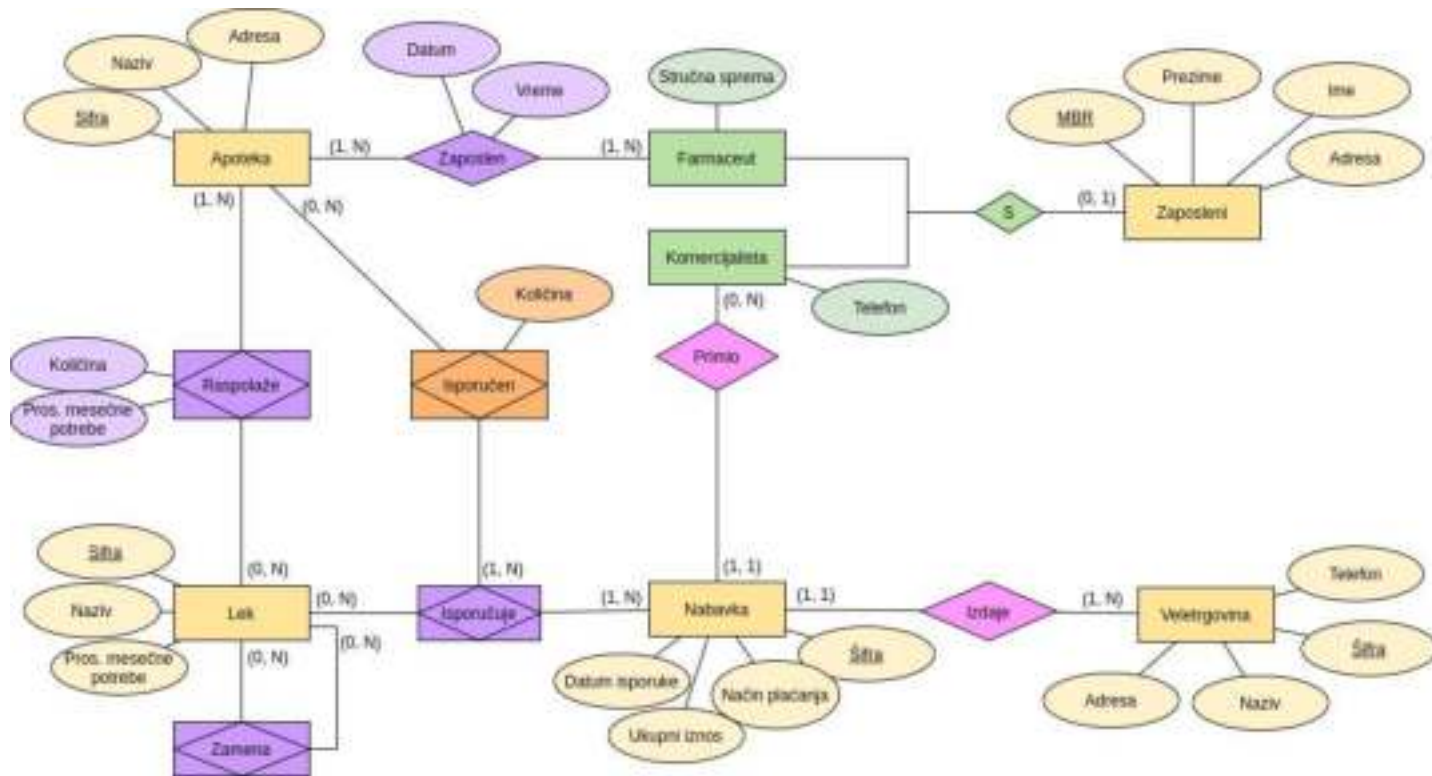 Adresa
Datum
Naziv
Stručna sprema
Prezime
Ime
Vreme
Sifra
MBR
(1, N)
(1, N)
Apoteka
Zaposlen
Farmaceut
Adresa
(1, N)
(0, N)
(0, 1)
S
Zaposleni
Komercijalista
Količina
(0, N)
Telefon
Količina
Primio
Raspolaže
Isporučen
Pros. mesečne
potrebe
Sifra
(0, N)
(1, N)
(1, 1)
Telefon
(0, N)
(1, N)
(1, 1)
Naziv
Lek
Isporučuje
Nabavka
Izdaje
(1, N)
Veletrgovina
(0, N)
(0, N)
Šifra
Šifra
Pros. mesečne
potrebe
Datum isporuke
Način plaćanja
Adresa
Naziv
Ukupni iznos
Zamena